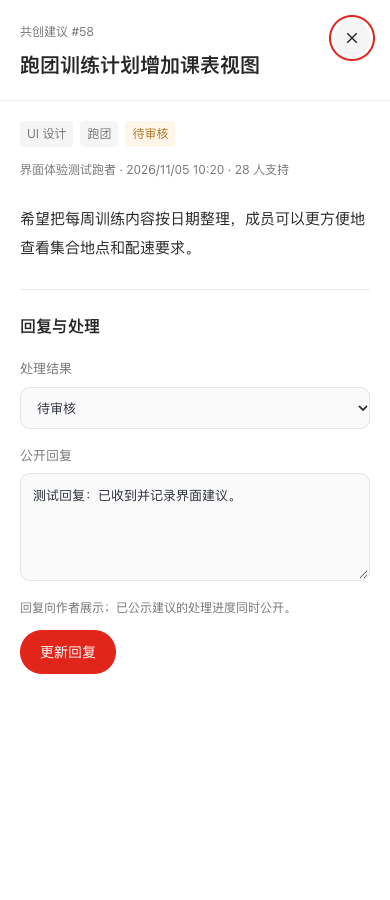 共创建议 #58
跑团训练计划增加课表视图
UI 设计 跑团 待审核
界面体验测试跑者 · 2026/11/05 10:20 · 28 人支持
希望把每周训练内容按日期整理，成员可以更方便地
查看集合地点和配速要求。
回复与处理
处理结果
待审核
公开回复
测试回复：已收到并记录界面建议。
回复向作者展示；已公示建议的处理进度同时公开。
更新回复